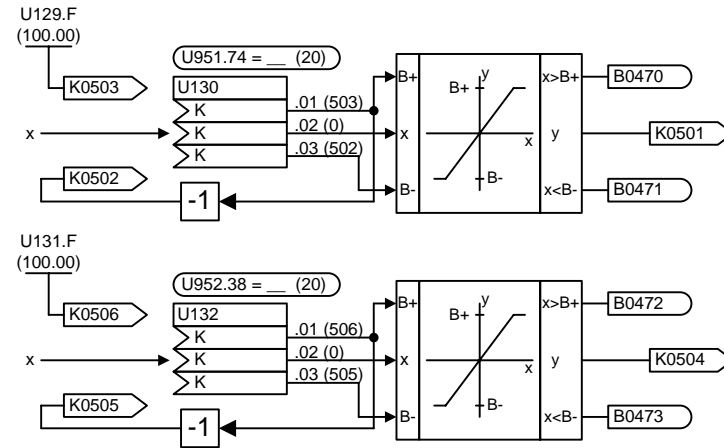 U129.F
(100.00)
K0503
U951.74 = __ (20)
U130
K
.01 (503)
x
K
.02 (0)
K
.03 (502)
K0502
-1
B+
x
B-
y
B+
x
B-
x>B+
y
x<B-
B0470
K0501
B0471
U131.F
(100.00)
K0506
U952.38 = __ (20)
U132
K
.01 (506)
x
K
.02 (0)
K
.03 (505)
K0505
-1
B+
x
B-
y
B+
x
B-
x>B+
y
x<B-
B0472
K0504
B0473